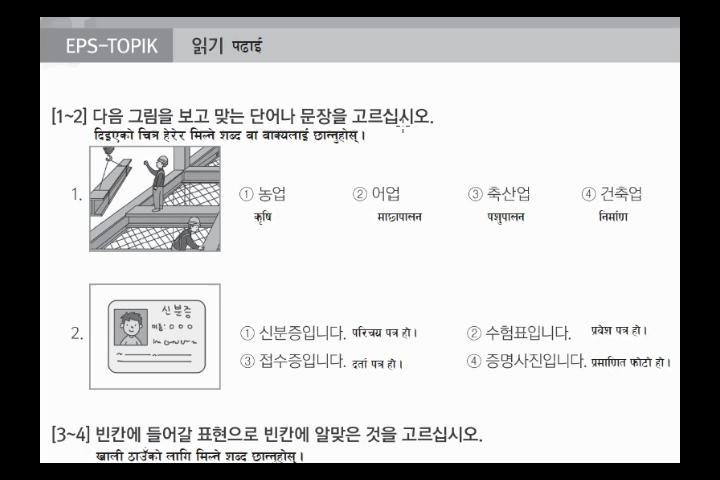 EPS-TOPIK 읽기 पढाई
[1~2] 다음 그림을 보고 맞는 단어나 문장을 고르십시오.
दिइएको चित्र हेरेर मिल्ने शब्द वा वाक्यलाई छान्नुहोस्।
1. ① 농업 ② 어업 ③ 축산업 ④ 건축업
कृषि माछापालन पशुपालन निर्माण
신분증
이름: ○ ○ ○
2. ① 신분증입니다. परिचय पत्र हो। ② 수험표입니다. प्रवेश पत्र हो।
③ 접수증입니다. दर्ता पत्र हो। ④ 증명사진입니다. प्रमाणित फोटो हो।
[3~4] 빈칸에 들어갈 표현으로 빈칸에 알맞은 것을 고르십시오.
खाली ठाउँको लागि मिल्ने शब्द छान्नुहोस्।